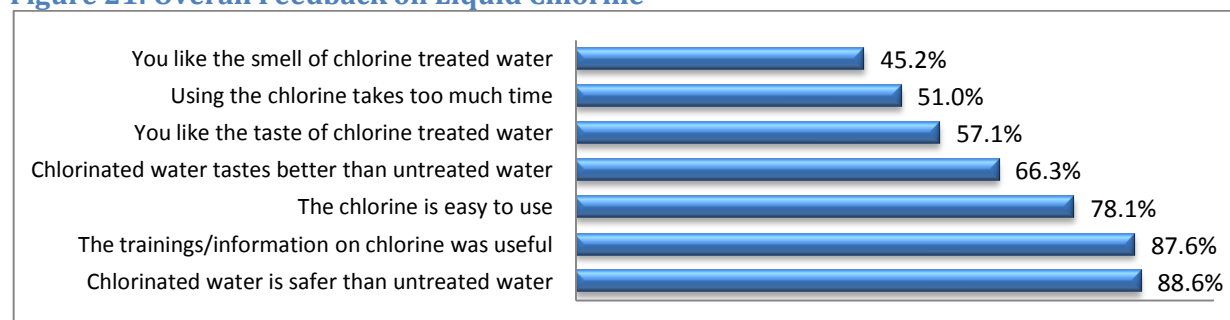 Figure 21: Overall Feedback on Liquid Chlorine
You like the smell of chlorine treated water 45.2%
Using the chlorine takes too much time 51.0%
You like the taste of chlorine treated water 57.1%
Chlorinated water tastes better than untreated water 66.3%
The chlorine is easy to use 78.1%
The trainings/information on chlorine was useful 87.6%
Chlorinated water is safer than untreated water 88.6%